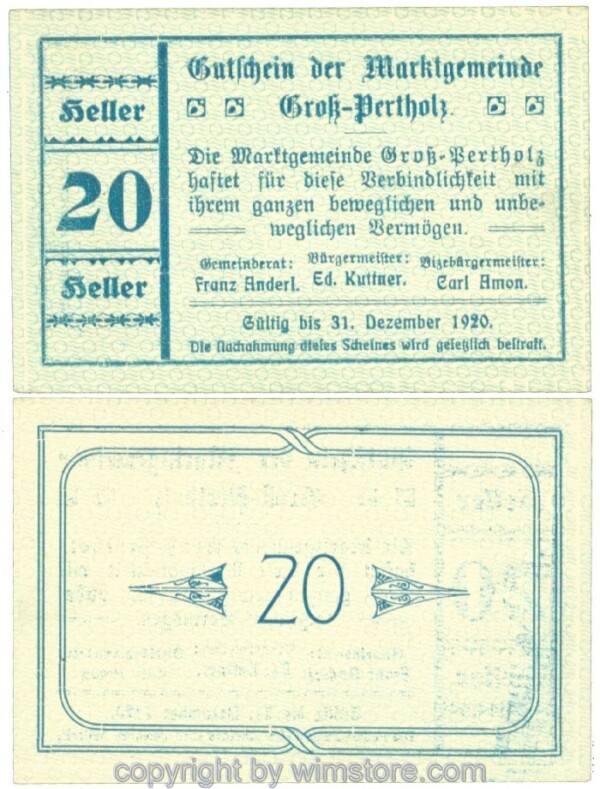 Heller
20
Heller
Gutschein der Marktgemeinde
Groß-Pertholz.
Die Marktgemeinde Groß-Pertholz
haftet für diese Verbindlichkeit mit
ihrem ganzen beweglichen und unbe-
weglichen Vermögen.
Gemeinderat: Bürgermeister: Vizebürgermeister:
Franz Anderl. Ed. Kuttner. Carl Amon.
Gültig bis 31. Dezember 1920.
Die Nachahmung dieses Scheines wird gesetzlich bestraft.
20
copyright by wimstore.com